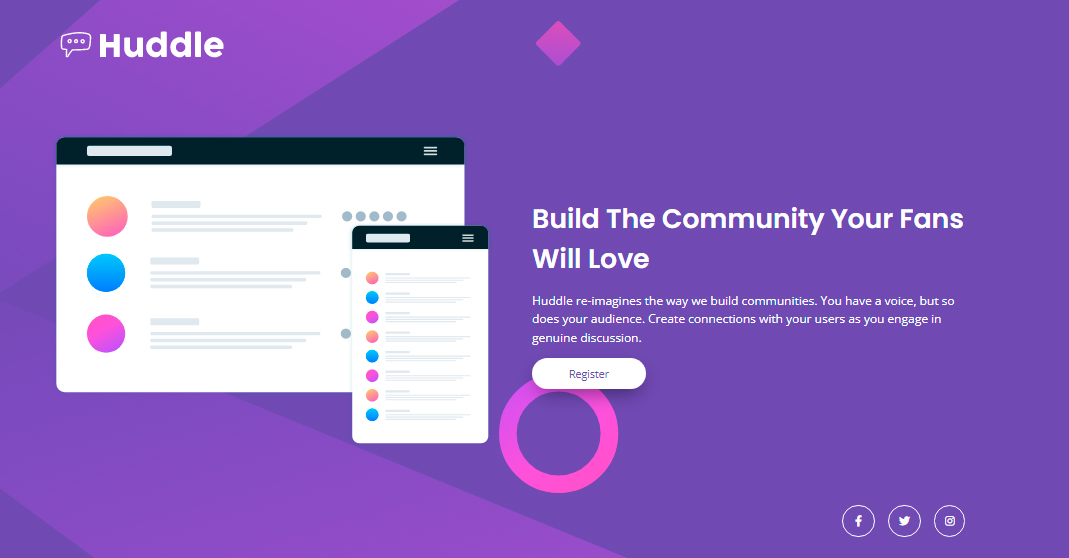 Huddle
Build The Community Your Fans
Will Love
Huddle re-imagines the way we build communities. You have a voice, but so
does your audience. Create connections with your users as you engage in
genuine discussion.
Register